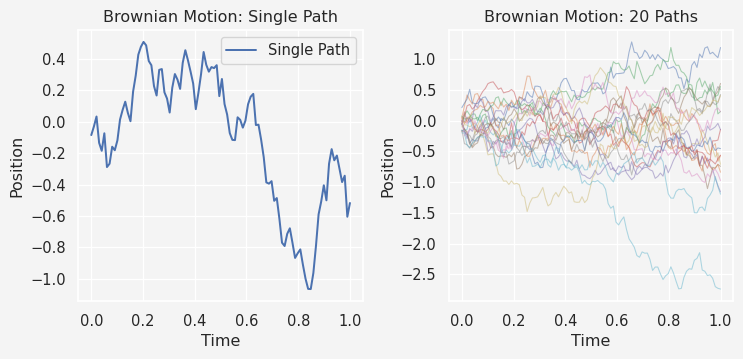 Brownian Motion: Single Path
Single Path
0.4
0.2
0.0
−0.2
−0.4
−0.6
−0.8
−1.0
Position
0.0 0.2 0.4 0.6 0.8 1.0
Time
Brownian Motion: 20 Paths
1.0
0.5
0.0
−0.5
−1.0
−1.5
−2.0
−2.5
Position
0.0 0.2 0.4 0.6 0.8 1.0
Time